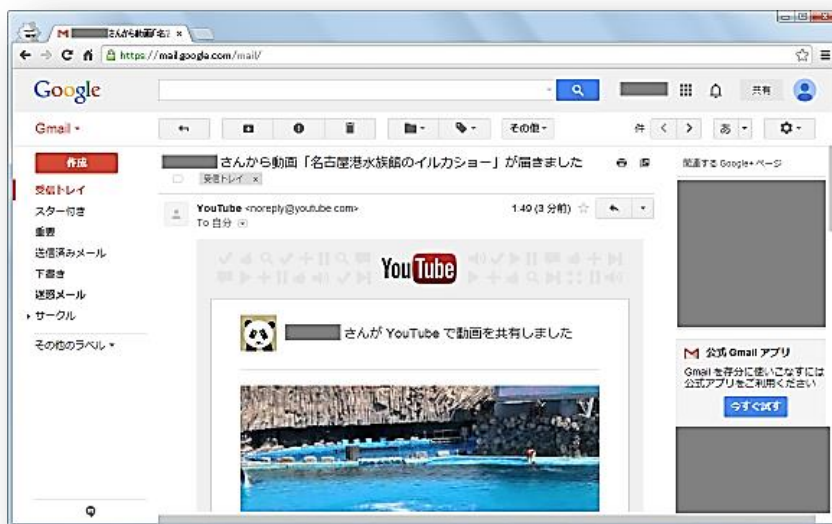 さんから動画「名古
https://mail.google.com/mail/
Google
共有
Gmail
その他
件
あ
作成
さんから動画「名古屋港水族館のイルカショー」が届きました
受信トレイ x
関連する Google+ ページ
受信トレイ
スター付き
重要
送信済みメール
下書き
迷惑メール
サークル
その他のラベル
YouTube <noreply@youtube.com>
1:49 (3 分前)
To 自分
YouTube
さんが YouTube で動画を共有しました
公式 Gmail アプリ
Gmail を存分に使いこなすには
公式アプリをご利用ください
今すぐ試す